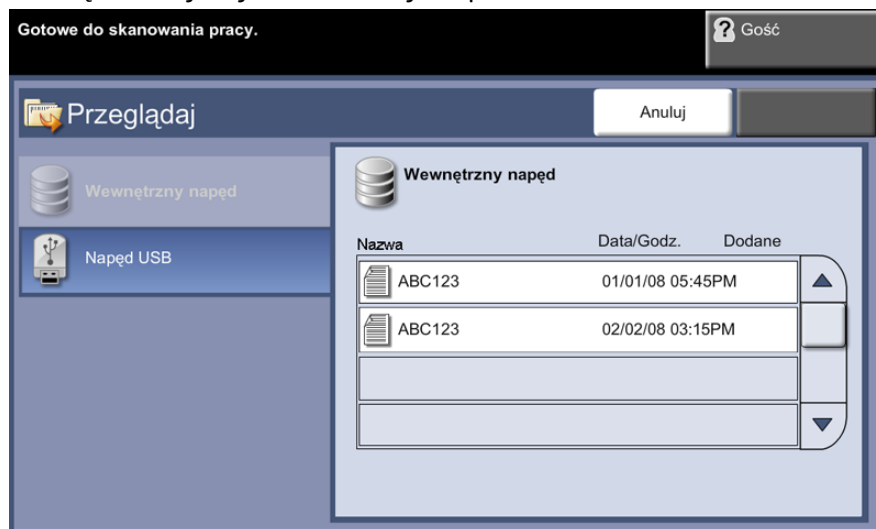 Gotowe do skanowania pracy.
Gość
Przeglądaj
Anuluj
Wewnętrzny napęd
Napęd USB
Wewnętrzny napęd
Nazwa Data/Godz. Dodane
ABC123 01/01/08 05:45PM
ABC123 02/02/08 03:15PM